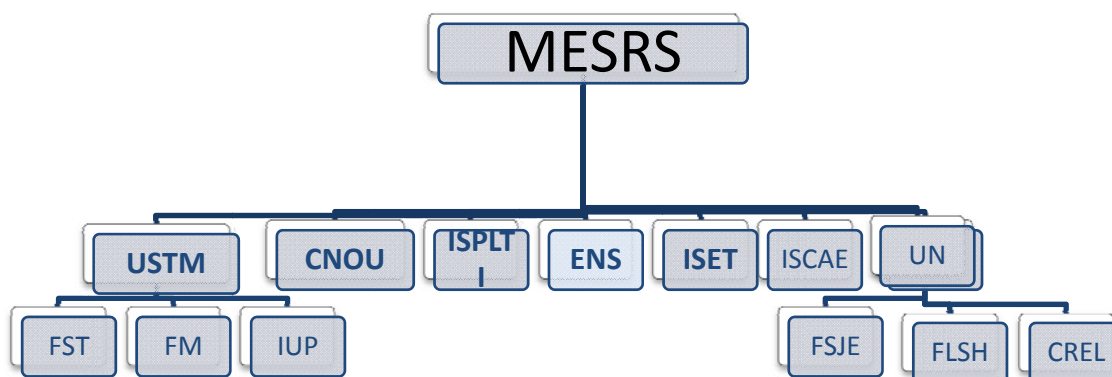 MESRS
USTM
CNOU
ISPLT
I
ENS
ISET
ISCAE
UN
FST
FM
IUP
FSJE
FLSH
CREL